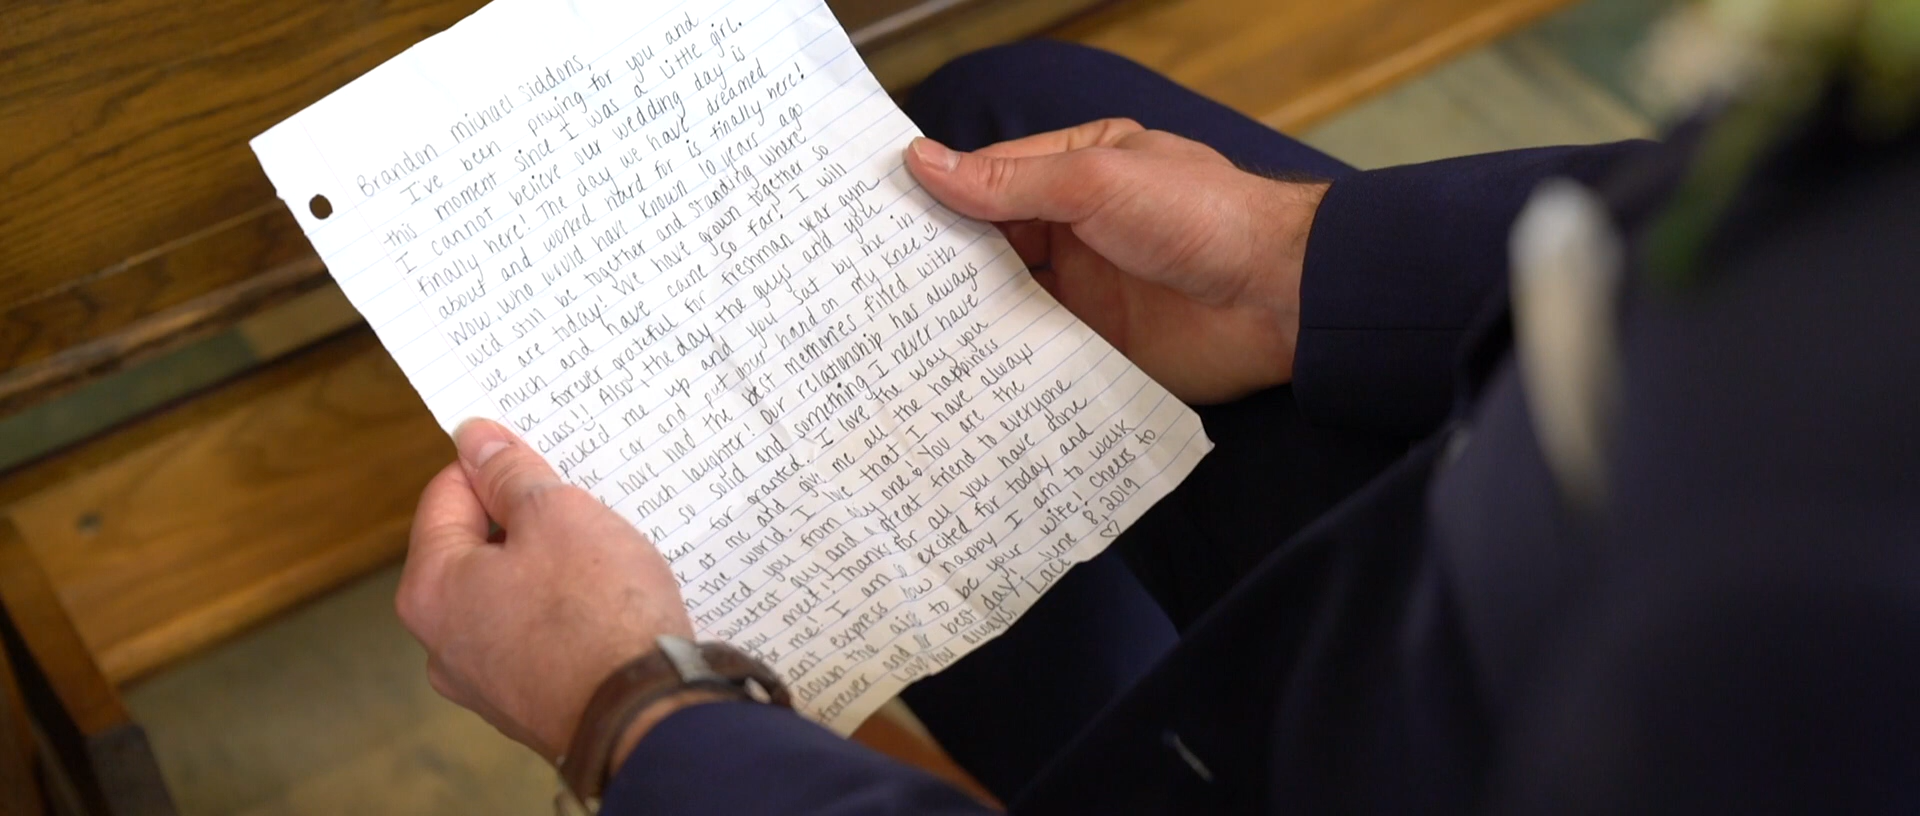 Brandon Michael Siddons,
I've been praying for you and
this moment since I was a little girl.
I cannot believe our wedding day is
finally here! The day we have dreamed
about and worked hard for is finally here!
Wow, who would have known 10 years ago
we'd still be together and standing where
we are today! We have grown together so
much and have came so far! I will
be forever grateful for freshman year gym
class!! Also, the day the guys and you
picked me up and you sat by me in
the car and put your hand on my knee :)
have had the best memories filled with
much laughter! Our relationship has always
so solid and something I never have
for granted. I love the way you
at me and give me all the happiness
the world. I love that I have always
trusted you from day one ♡ You are the
sweetest guy and a great friend to everyone
you meet! Thanks for all you have done
for me! I am so excited for today and
can't express how happy I am to walk
down the aisle to be your wife! Cheers to
forever and best day! June 8, 2019
Love you always, Lace ♡